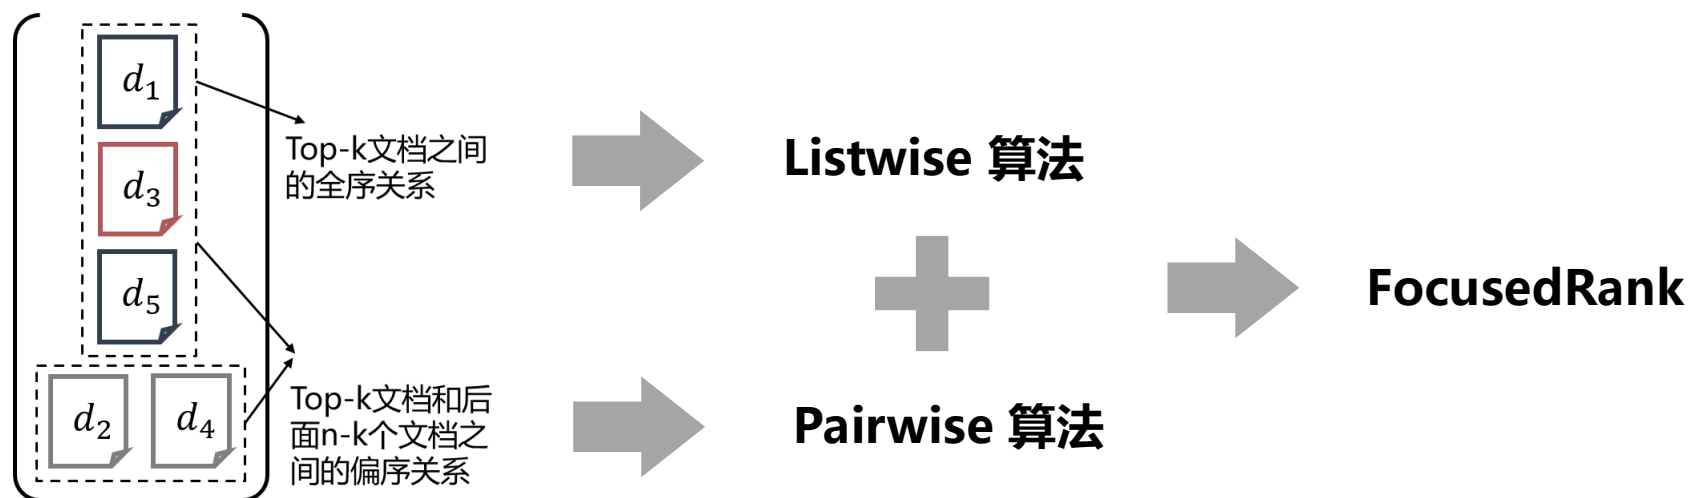 d₁
d₃
d₅
d₂ d₄
Top-k文档之间
的全序关系
Top-k文档和后
面n-k个文档之
间的偏序关系
Listwise 算法
Pairwise 算法
FocusedRank